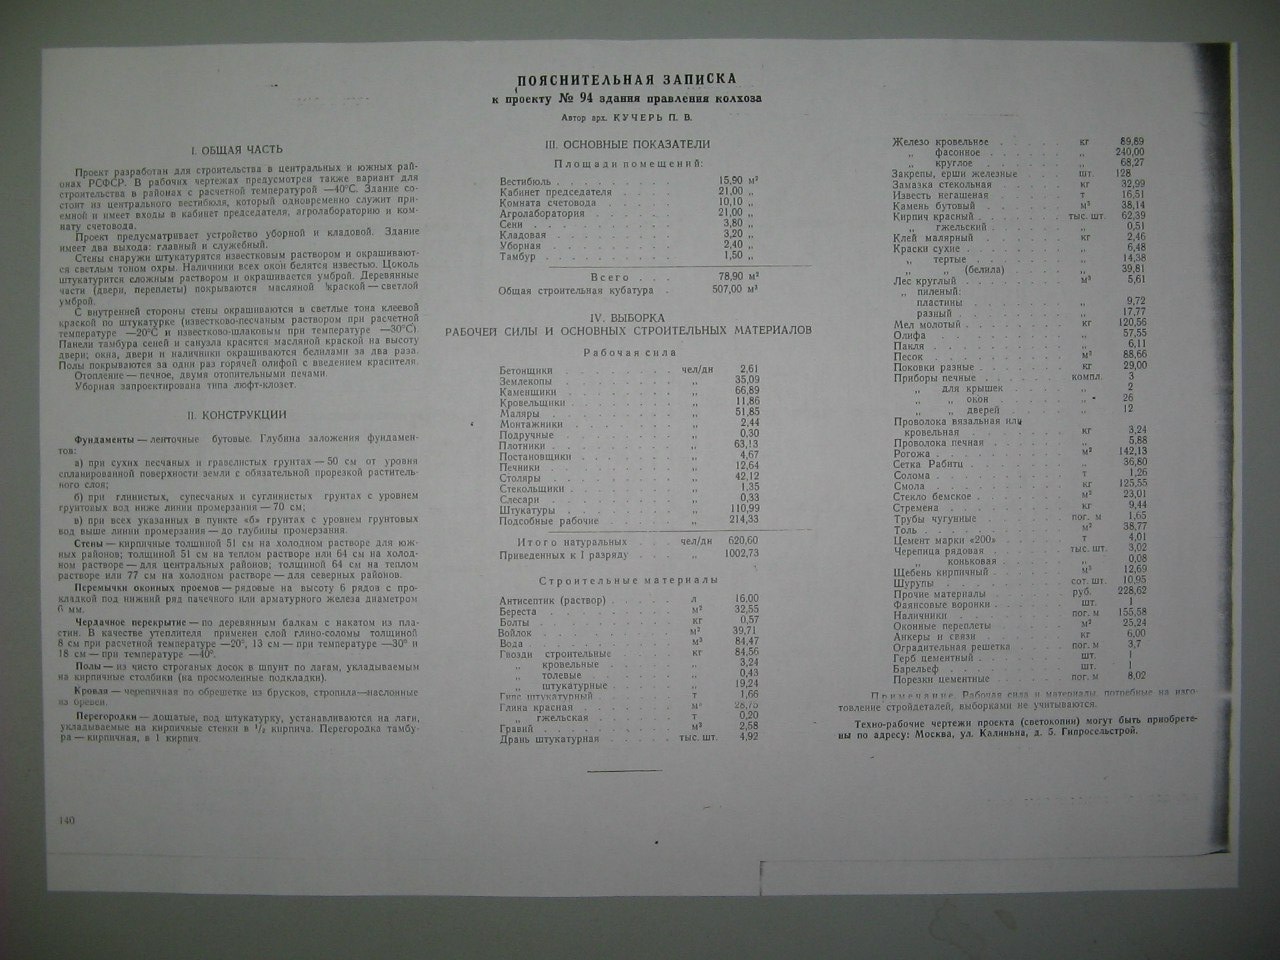 ПОЯСНИТЕЛЬНАЯ ЗАПИСКА
к проекту № 94 здания правления колхоза
Автор арх. КУЧЕРЬ П. В.
I. ОБЩАЯ ЧАСТЬ
Проект разработан для строительства в центральных и южных рай-
онах РСФСР. В рабочих чертежах предусмотрен также вариант для
строительства в районах с расчетной температурой —40°С. Здание со-
стоит из центрального вестибюля, который одновременно служит при-
емной и имеет входы в кабинет председателя, агролабораторию и ком-
нату счетовода.
Проект предусматривает устройство уборной и кладовой. Здание
имеет два выхода: главный и служебный.
Стены снаружи штукатурятся известковым раствором и окрашивают-
ся светлым тоном охры. Наличники всех окон белятся известью. Цоколь
штукатурится сложным раствором и окрашивается умброй. Деревянные
части (двери, переплеты) покрываются масляной краской — светлой
умброй.
С внутренней стороны стены окрашиваются в светлые тона клеевой
краской по штукатурке (известково-песчаным раствором при расчетной
температуре —20°С и известково-шлаковым при температуре —30°С).
Панели тамбура сеней и санузла красятся масляной краской на высоту
двери; окна, двери и наличники окрашиваются белилами за два раза.
Полы покрываются за один раз горячей олифой с введением красителя.
Отопление — печное, двумя отопительными печами.
Уборная запроектирована типа люфт-клозет.
II. КОНСТРУКЦИИ
Фундаменты — ленточные бутовые. Глубина заложения фундамен-
тов:
а) при сухих песчаных и гравелистых грунтах — 50 см от уровня
спланированной поверхности земли с обязательной прорезкой раститель-
ного слоя;
б) при глинистых, супесчаных и суглинистых грунтах с уровнем
грунтовых вод ниже линии промерзания — 70 см;
в) при всех указанных в пункте «б» грунтах с уровнем грунтовых
вод выше линии промерзания — до глубины промерзания.
Стены — кирпичные толщиной 51 см на холодном растворе для юж-
ных районов; толщиной 51 см на теплом растворе или 64 см на холод-
ном растворе — для центральных районов; толщиной 64 см на теплом
растворе или 77 см на холодном растворе — для северных районов.
Перемычки оконных проемов — рядовые на высоту 6 рядов с про-
кладкой под нижний ряд пачечного или арматурного железа диаметром
6 мм.
Чердачное перекрытие — по деревянным балкам с накатом из пла-
стин. В качестве утеплителя применен слой глино-соломы толщиной
8 см при расчетной температуре —20°, 13 см — при температуре —30° и
18 см — при температуре —40°.
Полы — из чисто строганых досок в шпунт по лагам, укладываемым
на кирпичные столбики (на просмоленные подкладки).
Кровля — черепичная по обрешетке из брусков, стропила — наслонные
из бревен.
Перегородки — дощатые, под штукатурку, устанавливаются на лаги,
укладываемые на кирпичные стенки в ½ кирпича. Перегородка тамбу-
ра — кирпичная, в 1 кирпич.
140
III. ОСНОВНЫЕ ПОКАЗАТЕЛИ
Площади помещений:
Вестибюль . . . 15,90 м²
Кабинет председателя . . . 21,00 „
Комната счетовода . . . 10,10 „
Агролаборатория . . . 21,00 „
Сени . . . 3,80 „
Кладовая . . . 3,20 „
Уборная . . . 2,40 „
Тамбур . . . 1,50 „
Всего . . . 78,90 м²
Общая строительная кубатура . 507,00 м³
IV. ВЫБОРКА
РАБОЧЕЙ СИЛЫ И ОСНОВНЫХ СТРОИТЕЛЬНЫХ МАТЕРИАЛОВ
Рабочая сила
Бетонщики . . . чел/дн 2,61
Землекопы . . . „ 35,09
Каменщики . . . „ 66,89
Кровельщики . . . „ 11,86
Маляры . . . „ 51,85
Монтажники . . . „ 2,44
Подручные . . . „ 0,30
Плотники . . . „ 63,13
Постановщики . . . „ 4,67
Печники . . . „ 12,64
Столяры . . . „ 42,12
Стекольщики . . . „ 1,35
Слесари . . . „ 0,33
Штукатуры . . . „ 110,99
Подсобные рабочие . . . „ 214,33
Итого натуральных . . . чел/дн 620,60
Приведенных к I разряду . . . „ 1002,73
Строительные материалы
Антисептик (раствор) . . . л 16,00
Береста . . . м² 32,55
Болты . . . кг 0,57
Войлок . . . м² 39,71
Вода . . . м³ 84,47
Гвозди строительные . . . кг 84,56
„ кровельные . . . „ 3,24
„ толевые . . . „ 0,43
„ штукатурные . . . „ 19,24
Гипс штукатурный . . . т 1,66
Глина красная . . . м³ 28,75
„ гжельская . . . т 0,20
Гравий . . . м³ 2,58
Дрань штукатурная . . . тыс. шт. 4,92
Железо кровельное . . . кг 89,89
„ фасонное . . . „ 240,00
„ круглое . . . „ 68,27
Закрепы, ерши железные шт. 128
Замазка стекольная . . . кг 32,99
Известь негашеная . . . т 16,51
Камень бутовый . . . м³ 38,14
Кирпич красный . . . тыс. шт. 62,39
„ гжельский . . . „ 0,51
Клей малярный . . . кг 2,46
Краски сухие . . . „ 6,48
„ тертые . . . „ 14,38
„ „ (белила) „ 39,81
Лес круглый . . . м³ 5,61
„ пиленый:
пластины . . . „ 9,72
разный . . . „ 17,77
Мел молотый . . . кг 120,56
Олифа . . . „ 57,55
Пакля . . . „ 6,11
Песок . . . м³ 88,66
Поковки разные . . . кг 29,00
Приборы печные . . . компл. 3
„ для крышек „ 2
„ „ окон . „ 26
„ „ дверей „ 12
Проволока вязальная или
кровельная . . . кг 3,24
Проволока печная . . . „ 5,88
Рогожа . . . м² 142,13
Сетка Рабитц . . . „ 36,80
Солома . . . т 1,26
Смола . . . кг 125,55
Стекло бемское . . . м² 23,01
Стремена . . . кг 9,44
Трубы чугунные . . . пог. м 1,65
Толь . . . м² 38,77
Цемент марки «200» . . . т 4,01
Черепица рядовая . . . тыс. шт. 3,02
„ коньковая . . . „ 0,08
Щебень кирпичный . . . м³ 12,69
Шурупы . . . сот. шт. 10,95
Прочие материалы . . . руб. 228,62
Фаянсовые воронки . . . шт. 1
Наличники . . . пог. м 155,58
Оконные переплеты . . . м² 25,24
Анкеры и связи . . . кг 6,00
Оградительная решетка . . . пог. м 3,7
Герб цементный . . . шт. 1
Барельеф . . . шт. 1
Порезки цементные . . . пог. м 8,02
Примечание. Рабочая сила и материалы, потребные на изго-
товление стройдеталей, выборками не учитываются.
Техно-рабочие чертежи проекта (светокопии) могут быть приобрете-
ны по адресу: Москва, ул. Калинина, д. 5. Гипросельстрой.